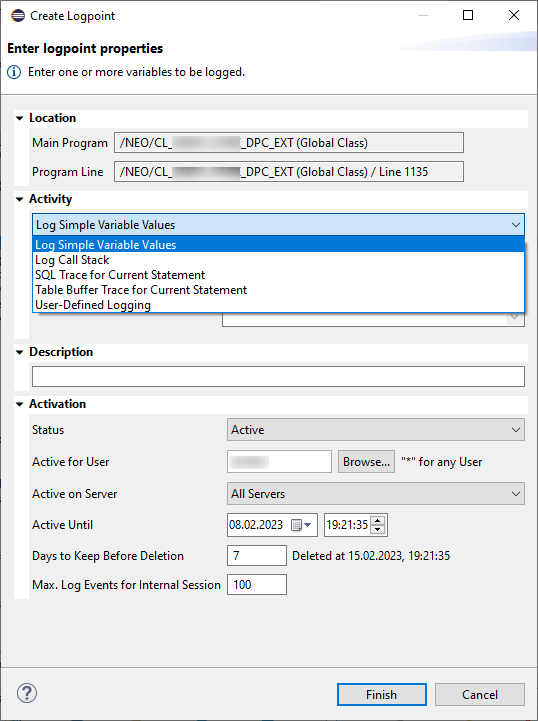 Create Logpoint
Enter logpoint properties
Enter one or more variables to be logged.
Location
Main Program /NEO/CL_ _DPC_EXT (Global Class)
Program Line /NEO/CL_ _DPC_EXT (Global Class) / Line 1135
Activity
Log Simple Variable Values
Log Simple Variable Values
Log Call Stack
SQL Trace for Current Statement
Table Buffer Trace for Current Statement
User-Defined Logging
Description
Activation
Status Active
Active for User Browse... "*" for any User
Active on Server All Servers
Active Until 08.02.2023 19:21:35
Days to Keep Before Deletion 7 Deleted at 15.02.2023, 19:21:35
Max. Log Events for Internal Session 100
? Finish Cancel